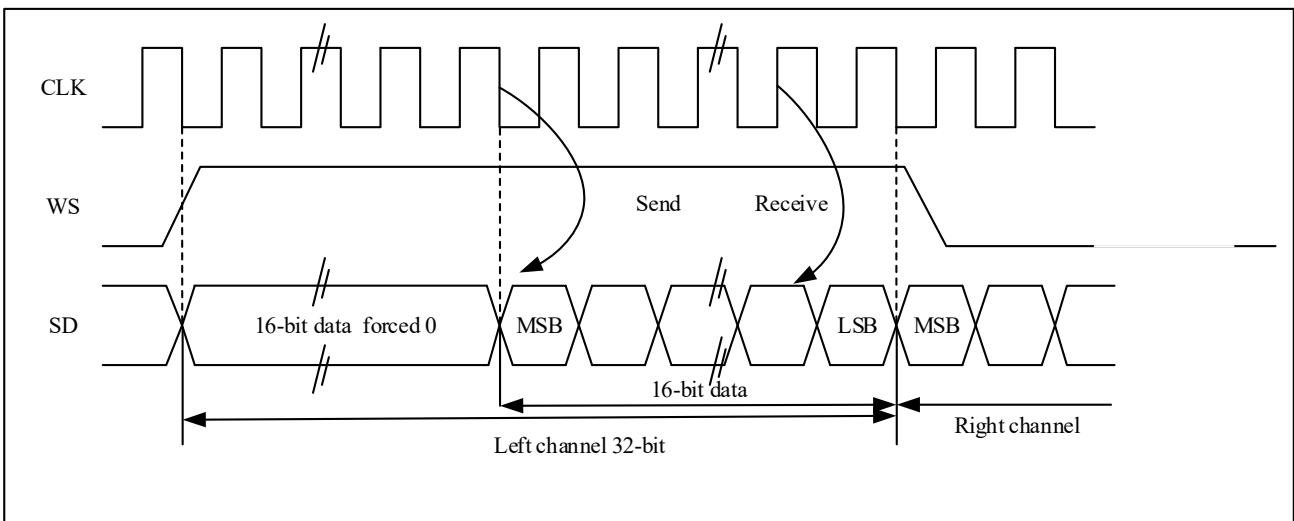 CLK
WS
Send
Receive
SD
16-bit data forced 0
MSB
LSB
MSB
16-bit data
Right channel
Left channel 32-bit